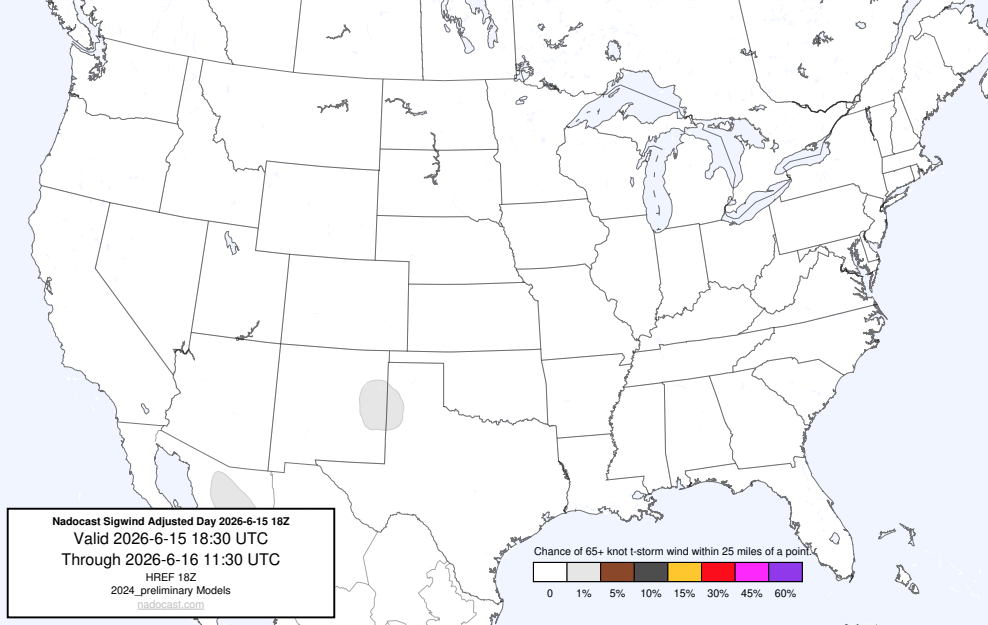 Nadocast Sigwind Adjusted Day 2026-6-15 18Z
Valid 2026-6-15 18:30 UTC
Through 2026-6-16 11:30 UTC
HREF 18Z
2024_preliminary Models
nadocast.com
Chance of 65+ knot t-storm wind within 25 miles of a point.
0 1% 5% 10% 15% 30% 45% 60%